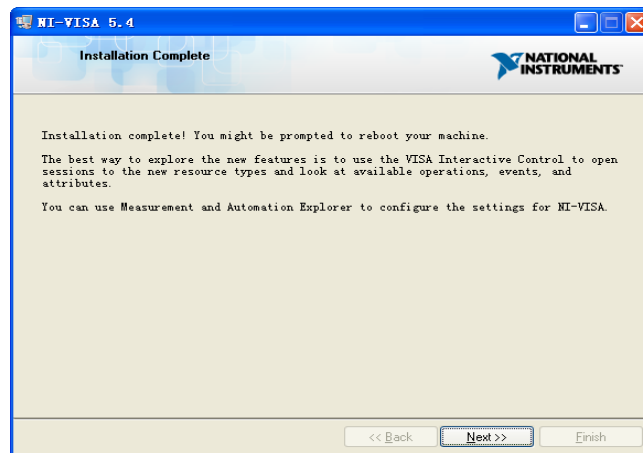 NI-VISA 5.4
Installation Complete
NATIONAL
INSTRUMENTS
Installation complete! You might be prompted to reboot your machine.
The best way to explore the new features is to use the VISA Interactive Control to open
sessions to the new resource types and look at available operations, events, and
attributes.
You can use Measurement and Automation Explorer to configure the settings for NI-VISA.
<< Back
Next >>
Finish